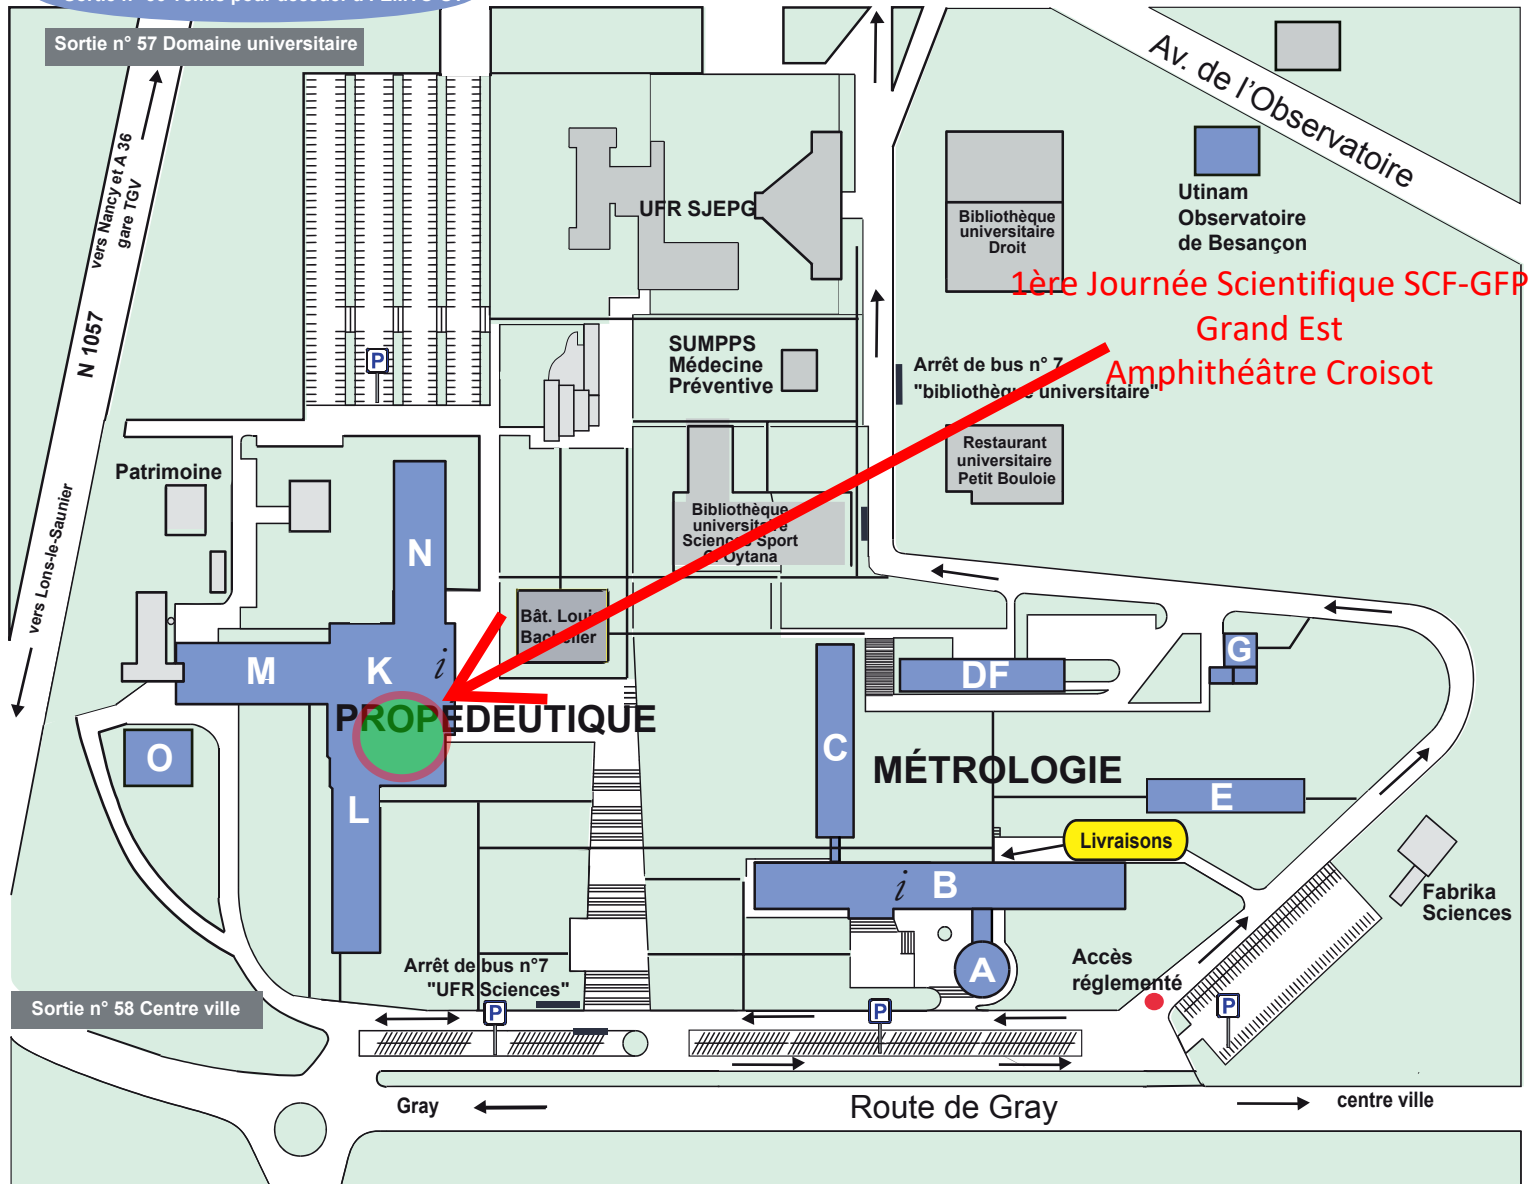 Sortie n° 57 Domaine universitaire
vers Nancy et A 36
gare TGV
N 1057
vers Lons-le-Saunier
Av. de l'Observatoire
UFR SJEPG
Bibliothèque
universitaire
Droit
Utinam
Observatoire
de Besançon
1ère Journée Scientifique SCF-GFP
Grand Est
Amphithéâtre Croisot
SUMPPS
Médecine
Préventive
P
Arrêt de bus n° 7
"bibliothèque universitaire"
Restaurant
universitaire
Petit Bouloie
Patrimoine
Bibliothèque
universitaire
Sciences Sport
Oytana
N
Bât. Louis
Bachelier
M K i
PROPEDEUTIQUE
O
L
C
DF
G
MÉTROLOGIE
E
Livraisons
i B
A
Fabrika
Sciences
Accès
réglementé
Arrêt de bus n°7
"UFR Sciences"
Sortie n° 58 Centre ville
P
P
P
Gray
Route de Gray
centre ville